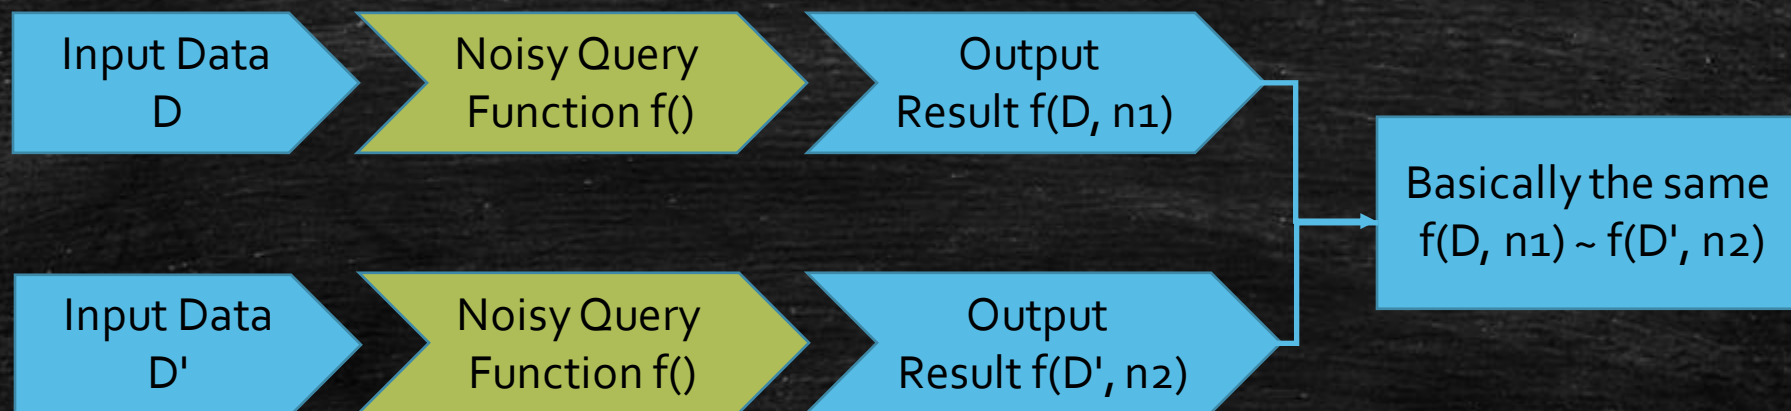 Input Data
D
Noisy Query
Function f()
Output
Result f(D, n1)
Basically the same
f(D, n1) ~ f(D', n2)
Input Data
D'
Noisy Query
Function f()
Output
Result f(D', n2)